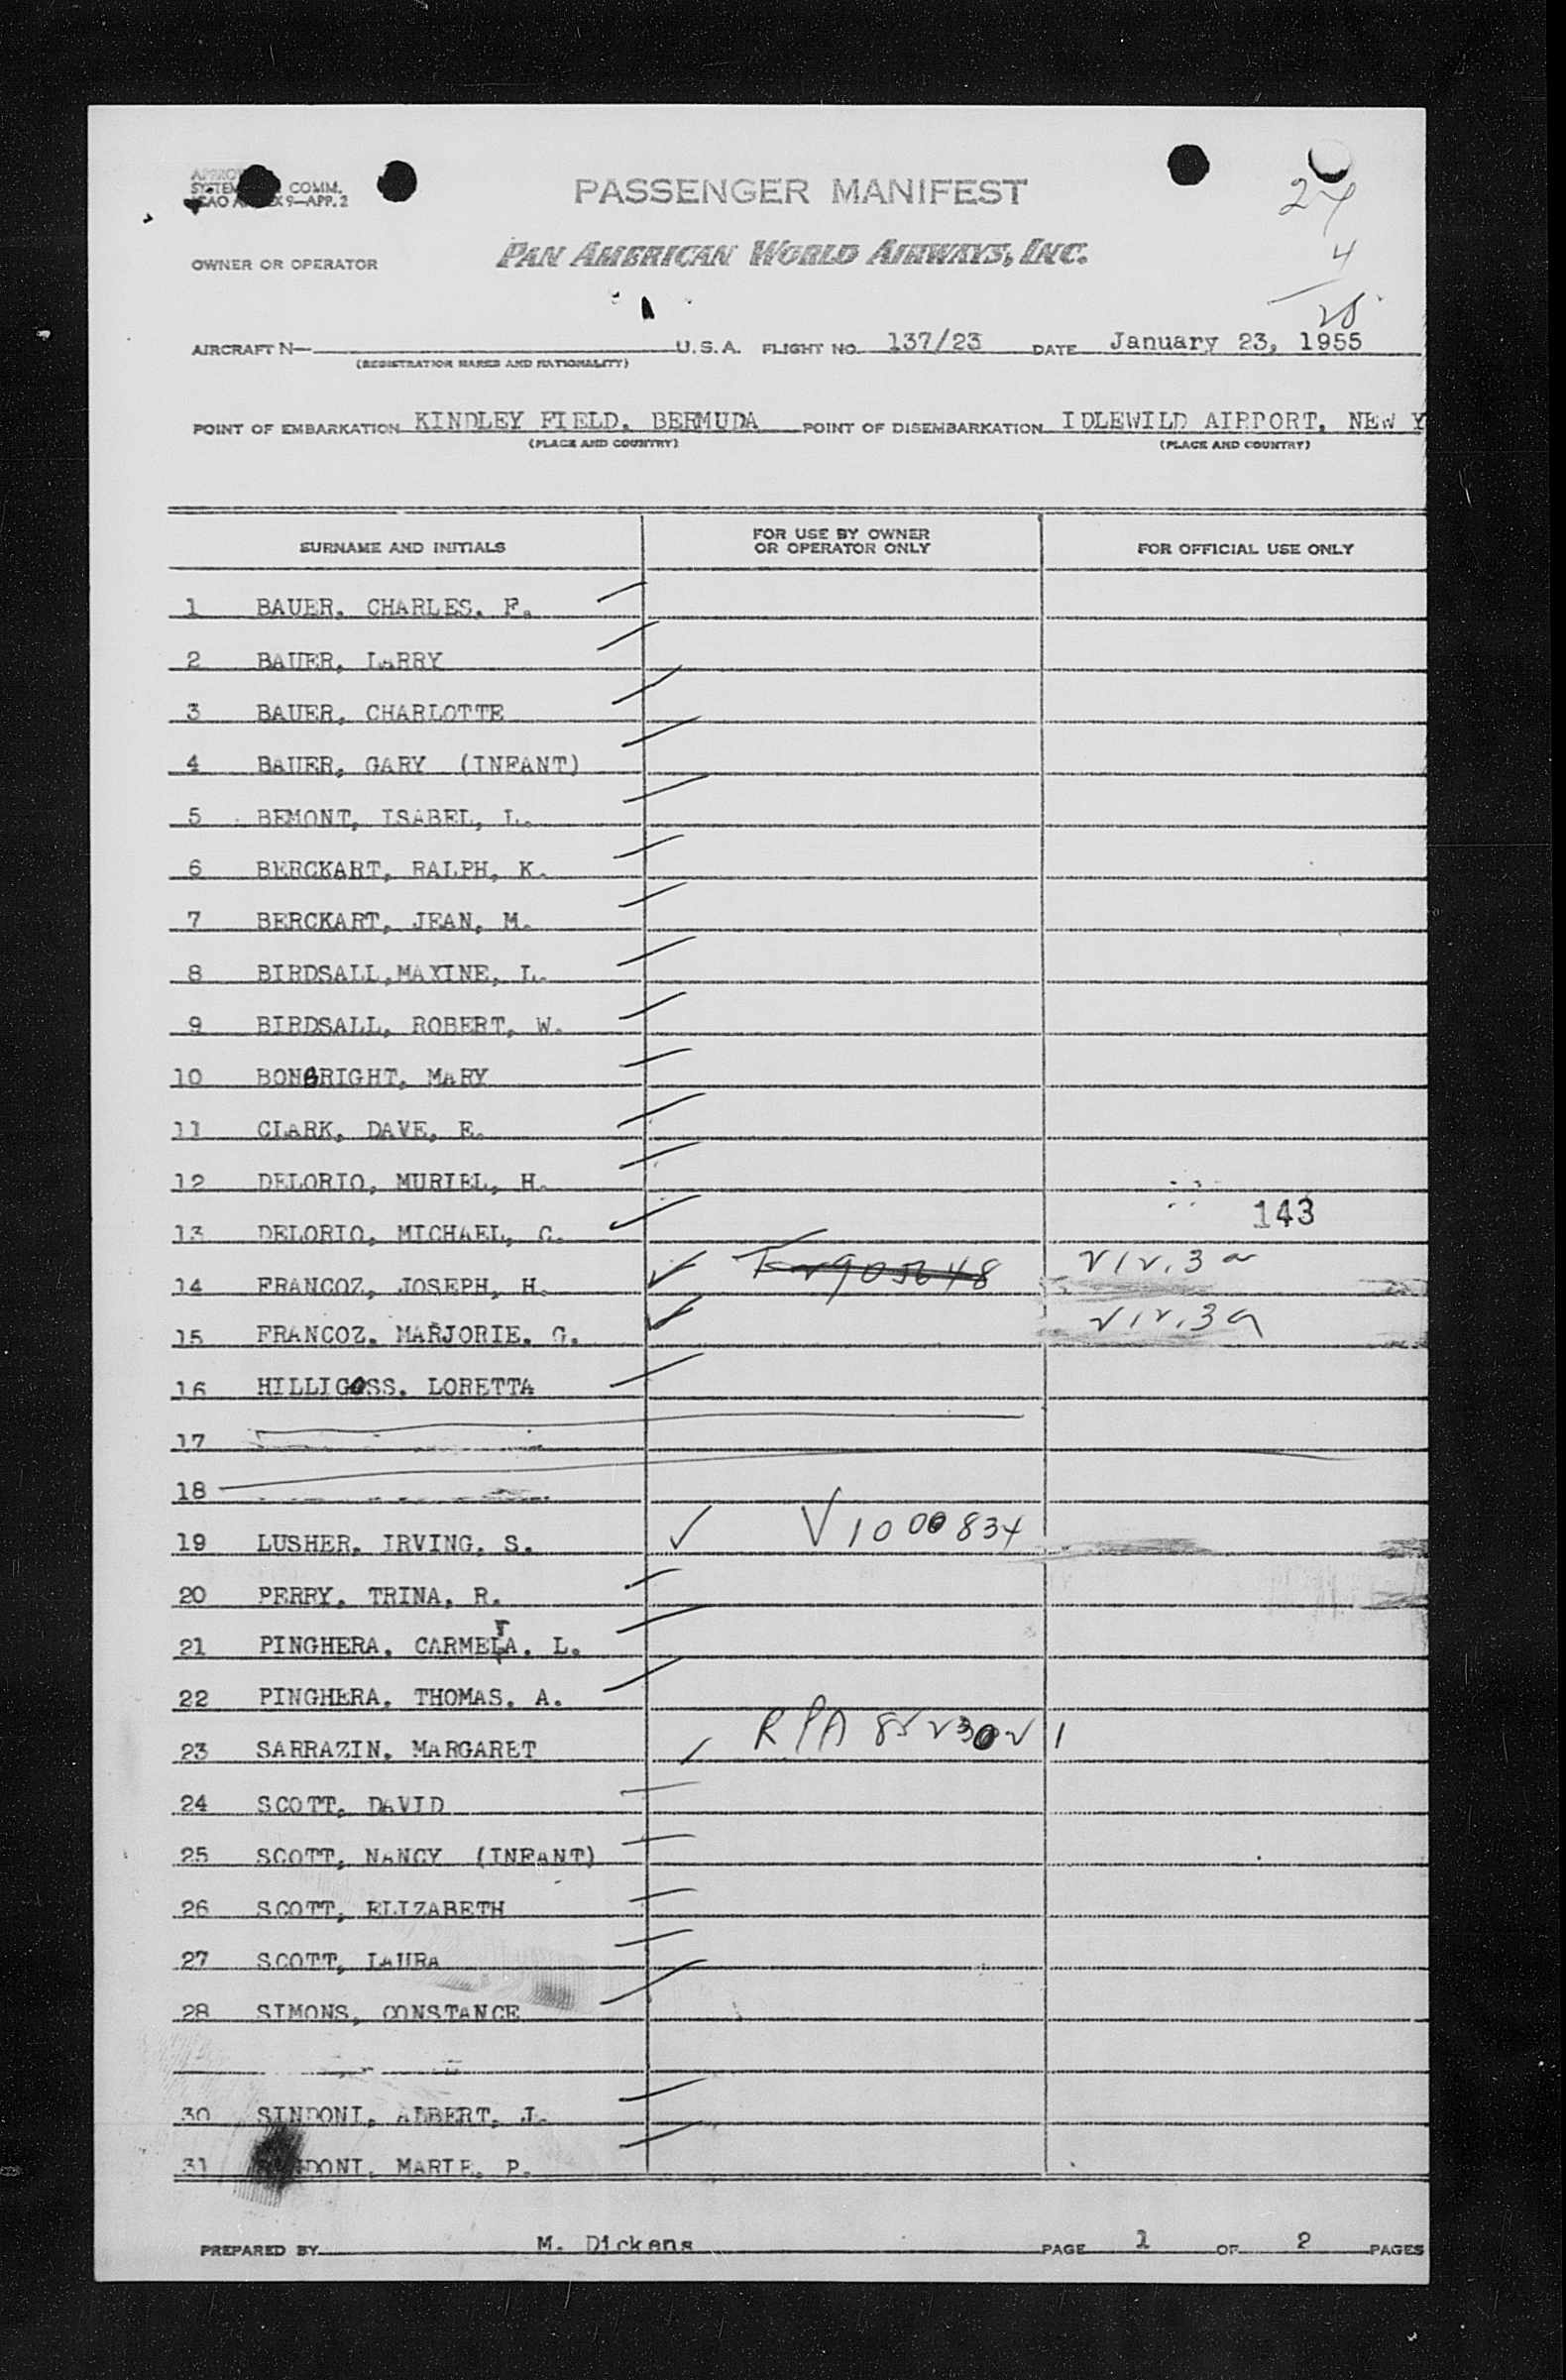 COMM.
9—APP. 2
PASSENGER MANIFEST
24
4
28
OWNER OR OPERATOR PAN AMERICAN WORLD AIRWAYS, INC.
AIRCRAFT N— U.S.A. FLIGHT NO. 137/23 DATE January 23, 1955
(REGISTRATION MARKS AND NATIONALITY)
POINT OF EMBARKATION KINDLEY FIELD, BERMUDA POINT OF DISEMBARKATION IDLEWILD AIRPORT, NEW Y
(PLACE AND COUNTRY) (PLACE AND COUNTRY)
SURNAME AND INITIALS FOR USE BY OWNER OR OPERATOR ONLY FOR OFFICIAL USE ONLY
1 BAUER, CHARLES, F.
2 BAUER, LARRY
3 BAUER, CHARLOTTE
4 BAUER, GARY (INFANT)
5 BEMONT, ISABEL, L.
6 BERCKART, RALPH, K.
7 BERCKART, JEAN, M.
8 BIRDSALL,MAXINE, L.
9 BIRDSALL, ROBERT, W.
10 BONBRIGHT, MARY
11 CLARK, DAVE, E.
12 DELORIO, MURIEL, H.
13 DELORIO, MICHAEL, C. 143
14 FRANCOZ, JOSEPH, H.
15 FRANCOZ, MARJORIE, G.
16 HILLIGOSS, LORETTA
17
18
19 LUSHER, IRVING, S. V1000834
20 PERRY, TRINA, R.
21 PINGHERA, CARMELA, L.
22 PINGHERA, THOMAS, A.
23 SARRAZIN, MARGARET RPA
24 SCOTT, DAVID
25 SCOTT, NANCY (INFANT)
26 SCOTT, ELIZABETH
27 SCOTT, LAURA
28 SIMONS, CONSTANCE
30 SINDONI, ALBERT, J.
31 DONI, MARIE, P.
PREPARED BY M. Dickens PAGE 1 OF 2 PAGES